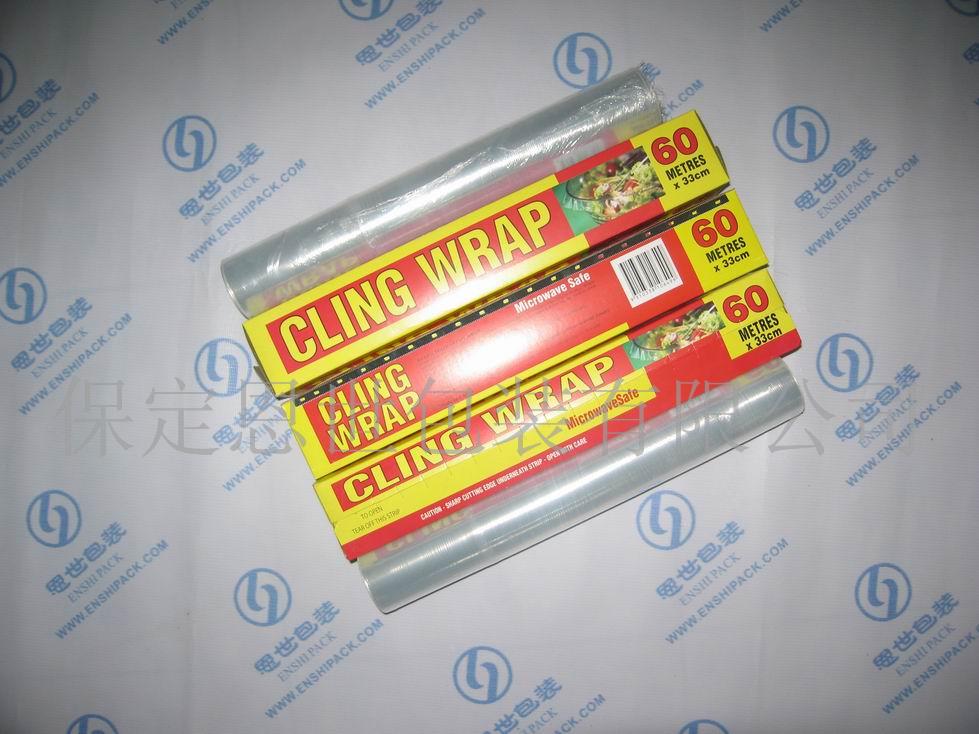 恩世包装
ENSHI PACK
WWW.ENSHIPACK.COM
60
METRES
x 33cm
CLING WRAP
60
METRES
x 33cm
Microwave Safe
CLING
WRAP
60
METRES
x 33cm
CLING WRAP
MicrowaveSafe
TO OPEN
TEAR OFF THIS STRIP
CAUTION - SHARP CUTTING EDGE UNDERNEATH STRIP - OPEN WITH CARE
保定恩世包装有限公司